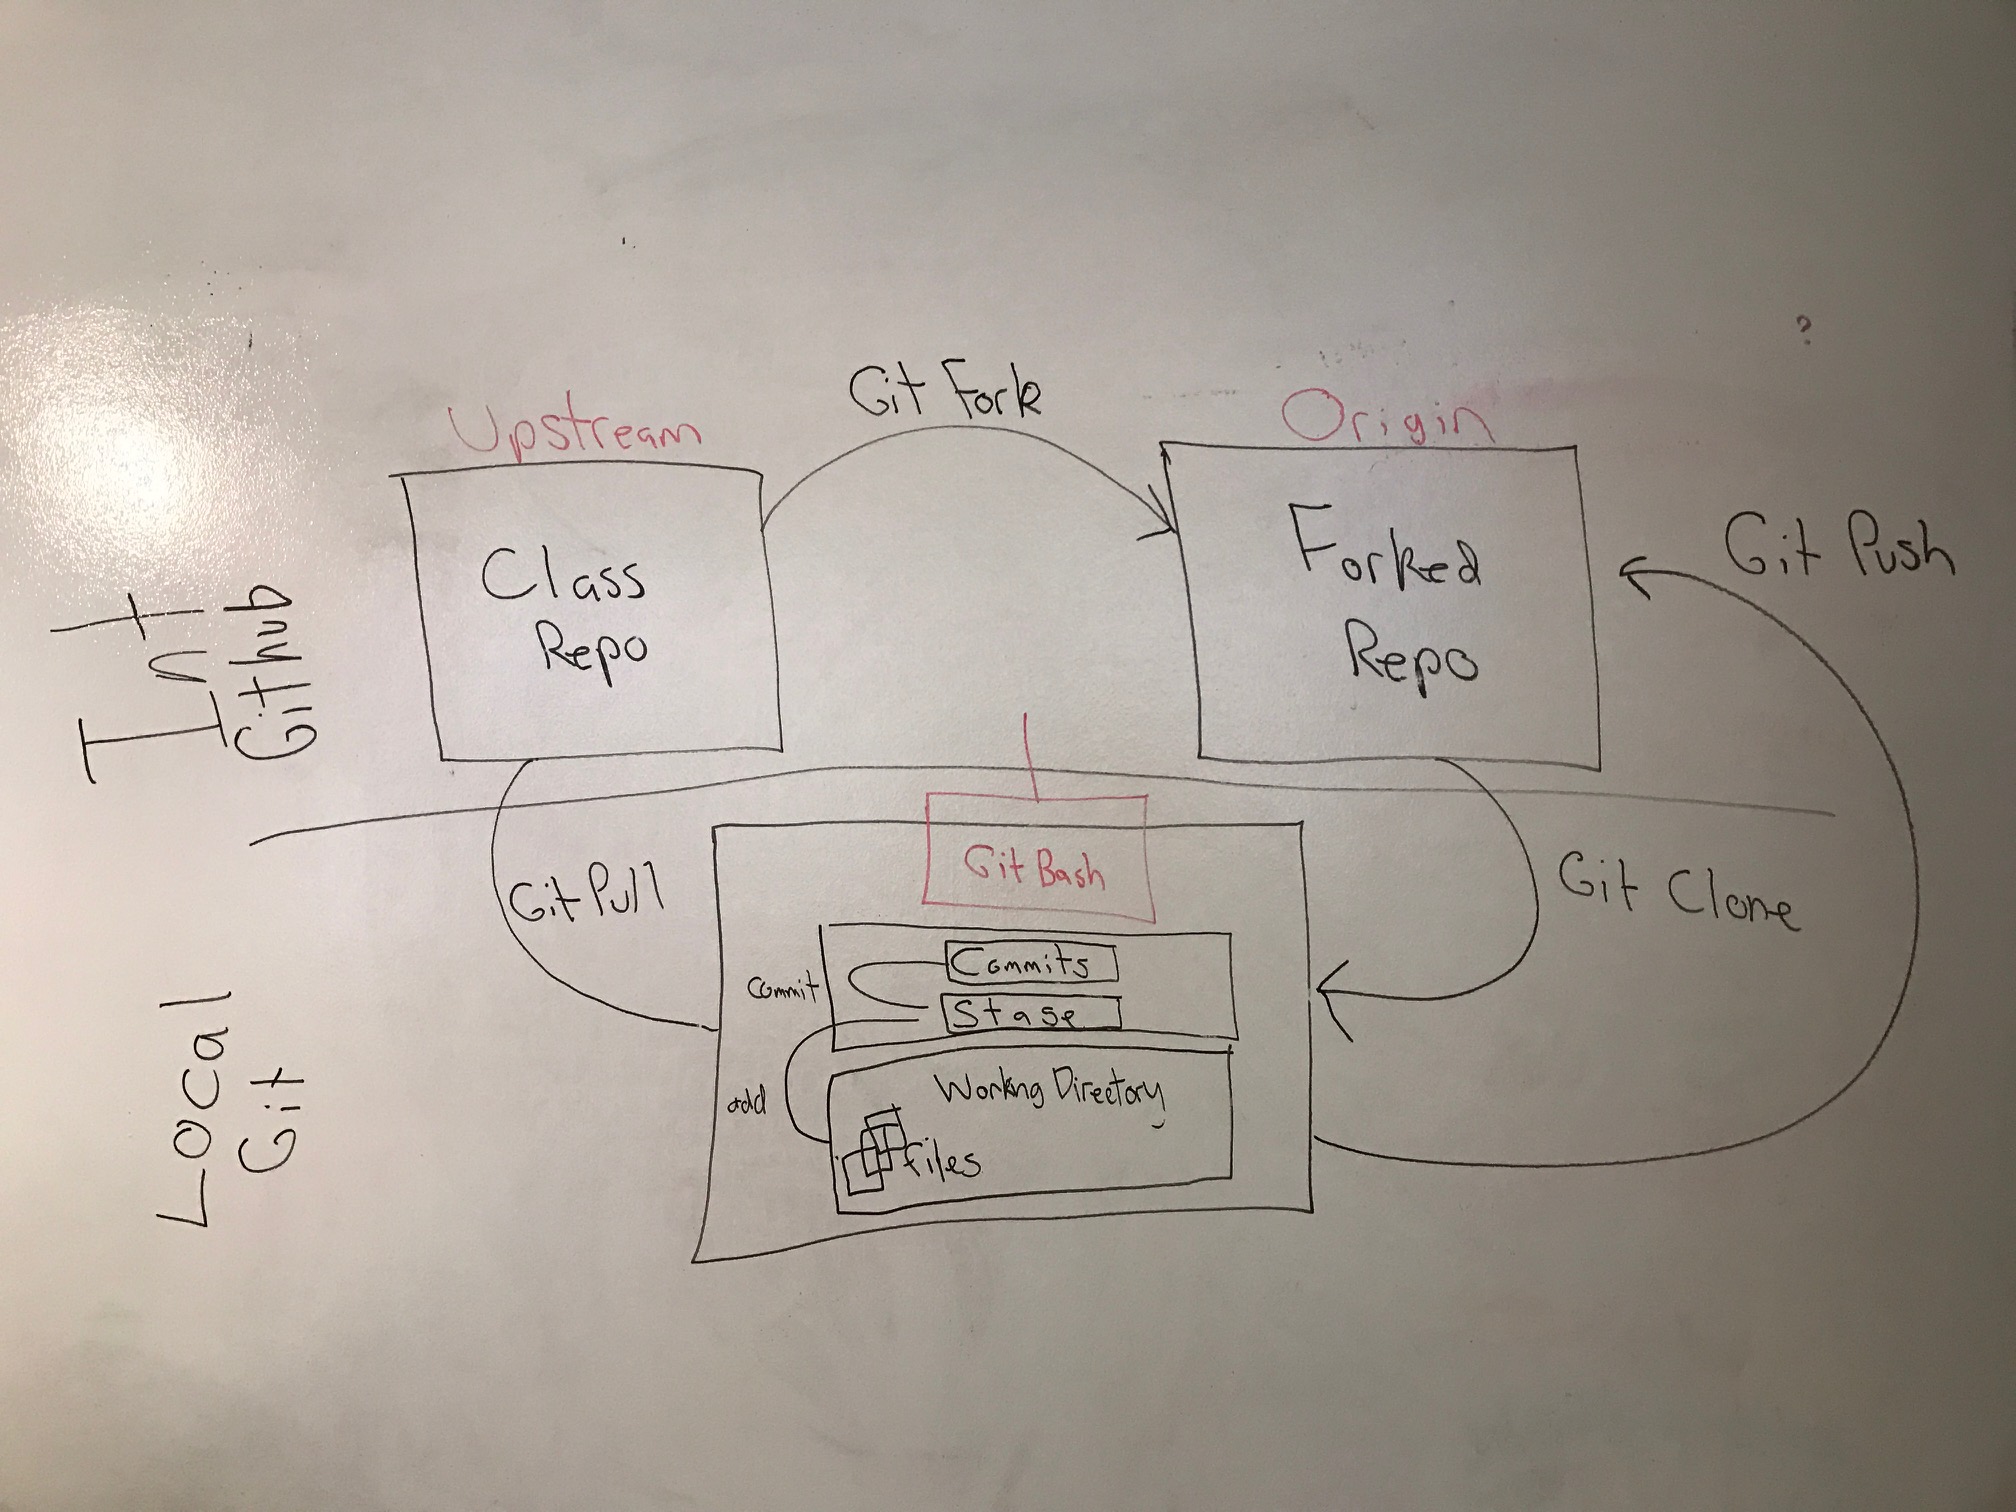 Git Fork
Upstream
Origin
Class
Repo
Forked
Repo
Git Push
Int
Github
Git Bash
Git Pull
Git Clone
Commits
Commit
Stage
add
Working Directory
files
Local
Git
?